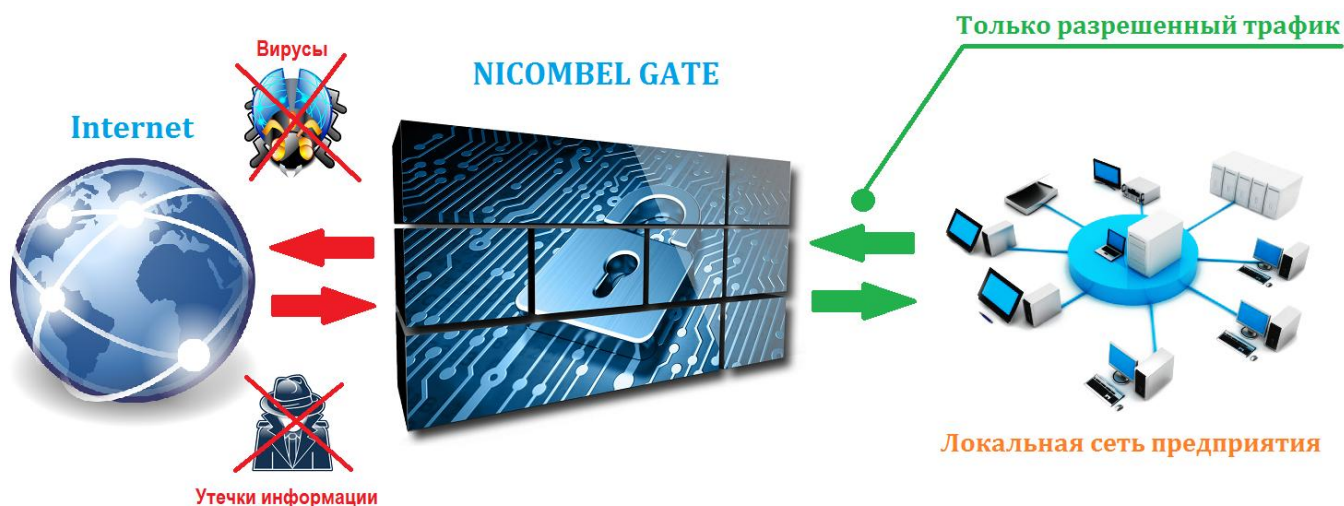 Только разрешенный трафик
Вирусы
NICOMBEL GATE
Internet
Локальная сеть предприятия
Утечки информации